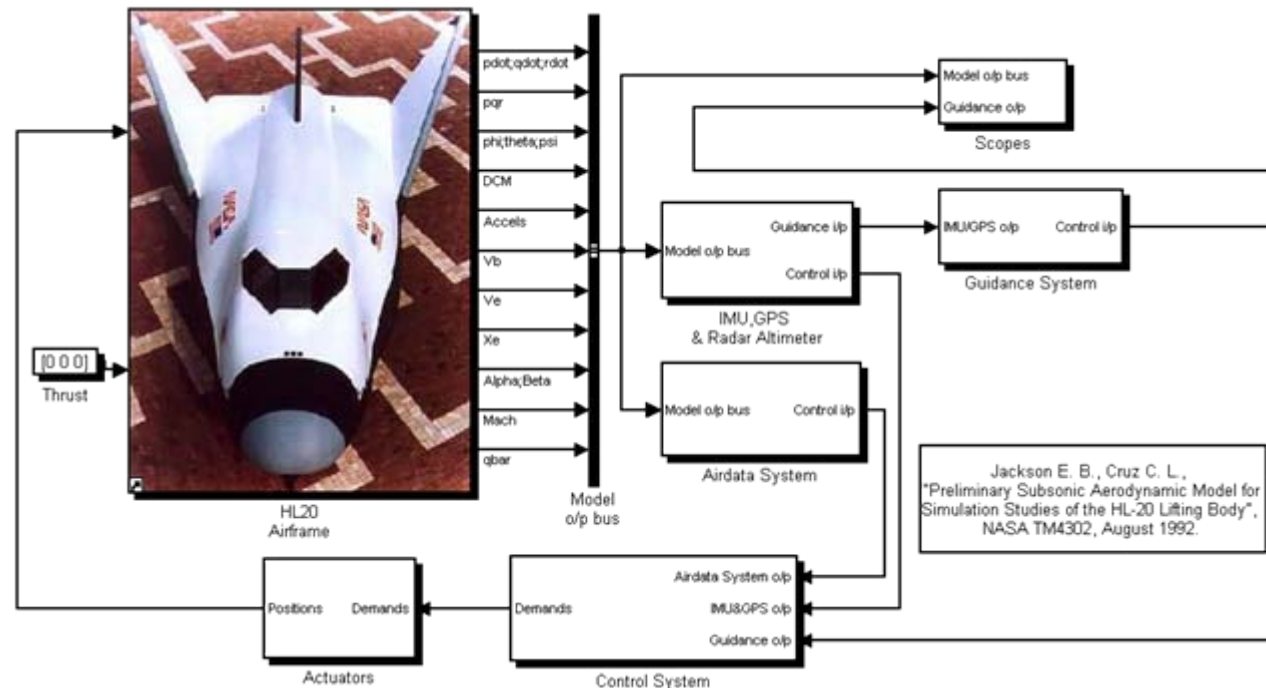 pdot;qdot;rdot
pqr
phi;theta;psi
DCM
Accels
Vb
Ve
Xe
Alpha;Beta
Mach
qbar
[0 0 0]
Thrust
NASA
HL20
Airframe
Model
o/p bus
Model o/p bus
Guidance o/p
Scopes
Model o/p bus
Guidance i/p
Control i/p
IMU,GPS
& Radar Altimeter
IMU/GPS o/p
Control i/p
Guidance System
Model o/p bus
Control i/p
Airdata System
Jackson E. B., Cruz C. L.,
"Preliminary Subsonic Aerodynamic Model for
Simulation Studies of the HL-20 Lifting Body",
NASA TM4302, August 1992.
Positions
Demands
Actuators
Demands
Airdata System o/p
IMU&GPS o/p
Guidance o/p
Control System